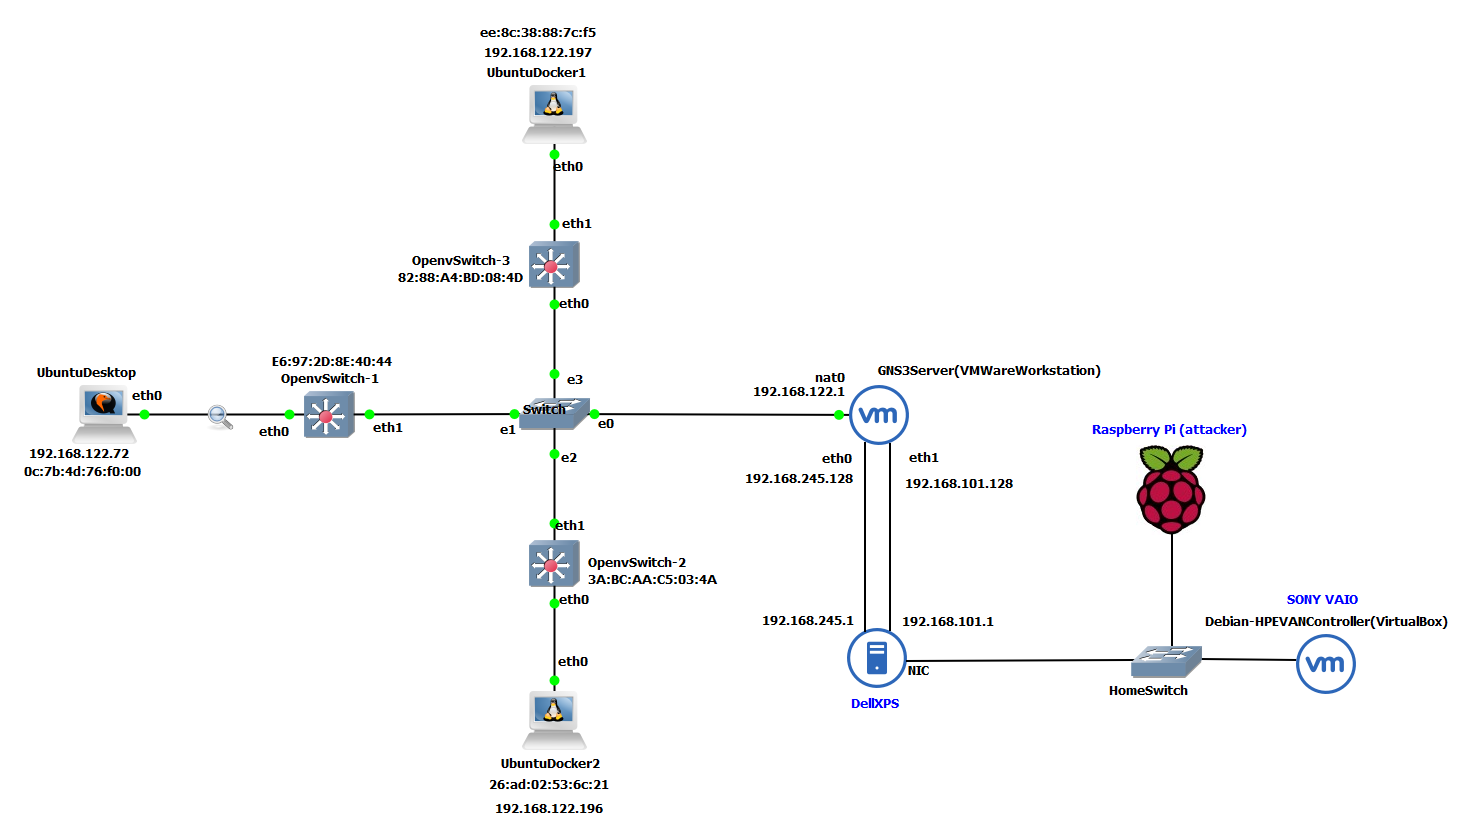 ee:8c:38:88:7c:f5
192.168.122.197
UbuntuDocker1
eth0
eth1
OpenvSwitch-3
82:88:A4:BD:08:4D
eth0
E6:97:2D:8E:40:44
OpenvSwitch-1
UbuntuDesktop
eth0
eth0
eth1
192.168.122.72
0c:7b:4d:76:f0:00
e3
Switch
e1
e0
e2
nat0
192.168.122.1
GNS3Server(VMWareWorkstation)
vm
eth0
192.168.245.128
eth1
192.168.101.128
Raspberry Pi (attacker)
eth1
OpenvSwitch-2
3A:BC:AA:C5:03:4A
eth0
eth0
UbuntuDocker2
26:ad:02:53:6c:21
192.168.122.196
192.168.245.1
192.168.101.1
NIC
DellXPS
HomeSwitch
SONY VAIO
Debian-HPEVANController(VirtualBox)
vm